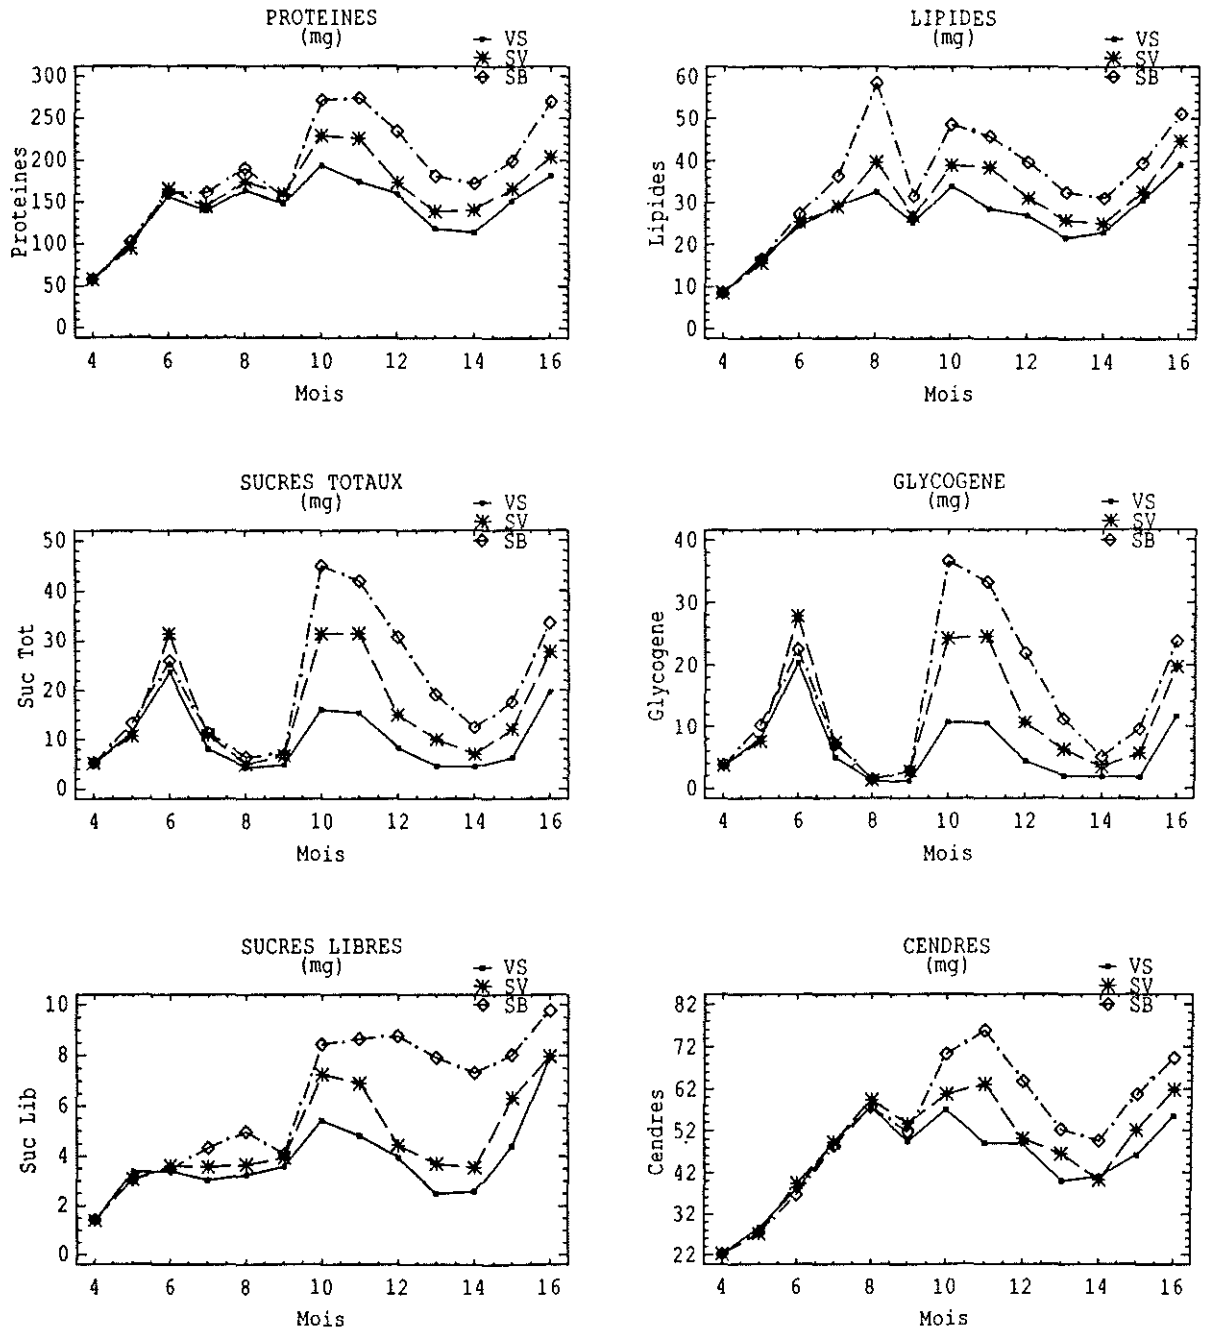 PROTEINES
(mg)
VS
SV
SB
Proteines
300
250
200
150
100
50
0
4 6 8 10 12 14 16
Mois
LIPIDES
(mg)
VS
SV
SB
Lipides
60
50
40
30
20
10
0
4 6 8 10 12 14 16
Mois
SUCRES TOTAUX
(mg)
VS
SV
SB
Suc Tot
50
40
30
20
10
0
4 6 8 10 12 14 16
Mois
GLYCOGENE
(mg)
VS
SV
SB
Glycogene
40
30
20
10
0
4 6 8 10 12 14 16
Mois
SUCRES LIBRES
(mg)
VS
SV
SB
Suc Lib
10
8
6
4
2
0
4 6 8 10 12 14 16
Mois
CENDRES
(mg)
VS
SV
SB
Cendres
82
72
62
52
42
32
22
4 6 8 10 12 14 16
Mois